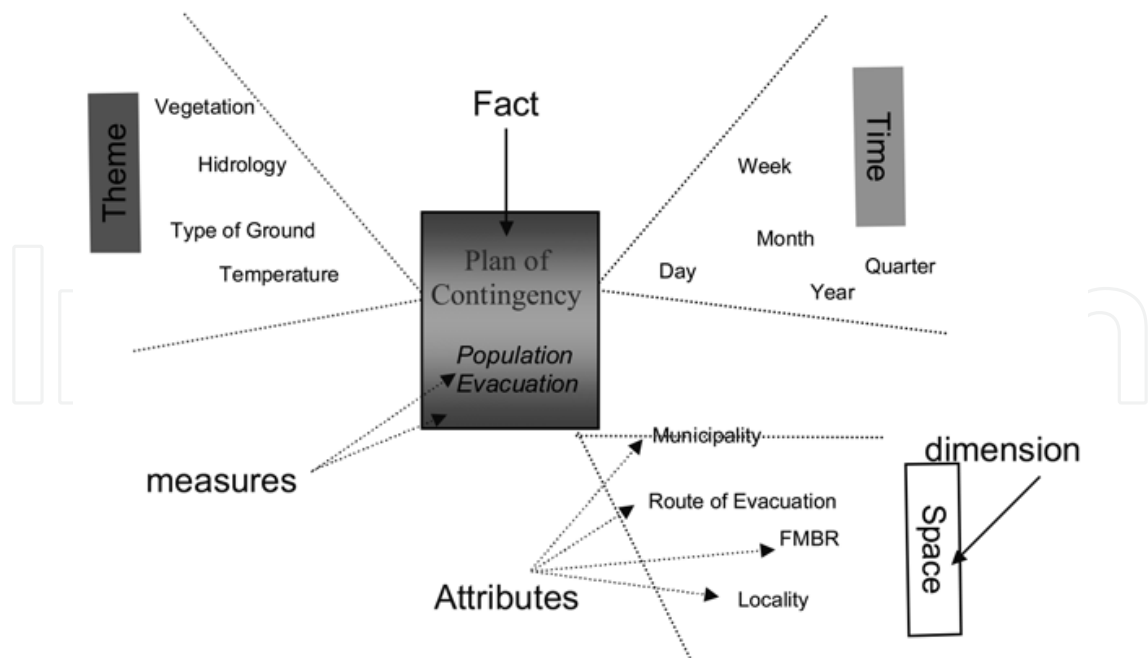 Fact
Theme
Vegetation
Hidrology
Type of Ground
Temperature
Time
Week
Month
Day
Quarter
Year
Plan of
Contingency
Population
Evacuation
measures
Attributes
Municipality
Route of Evacuation
FMBR
Locality
dimension
Space